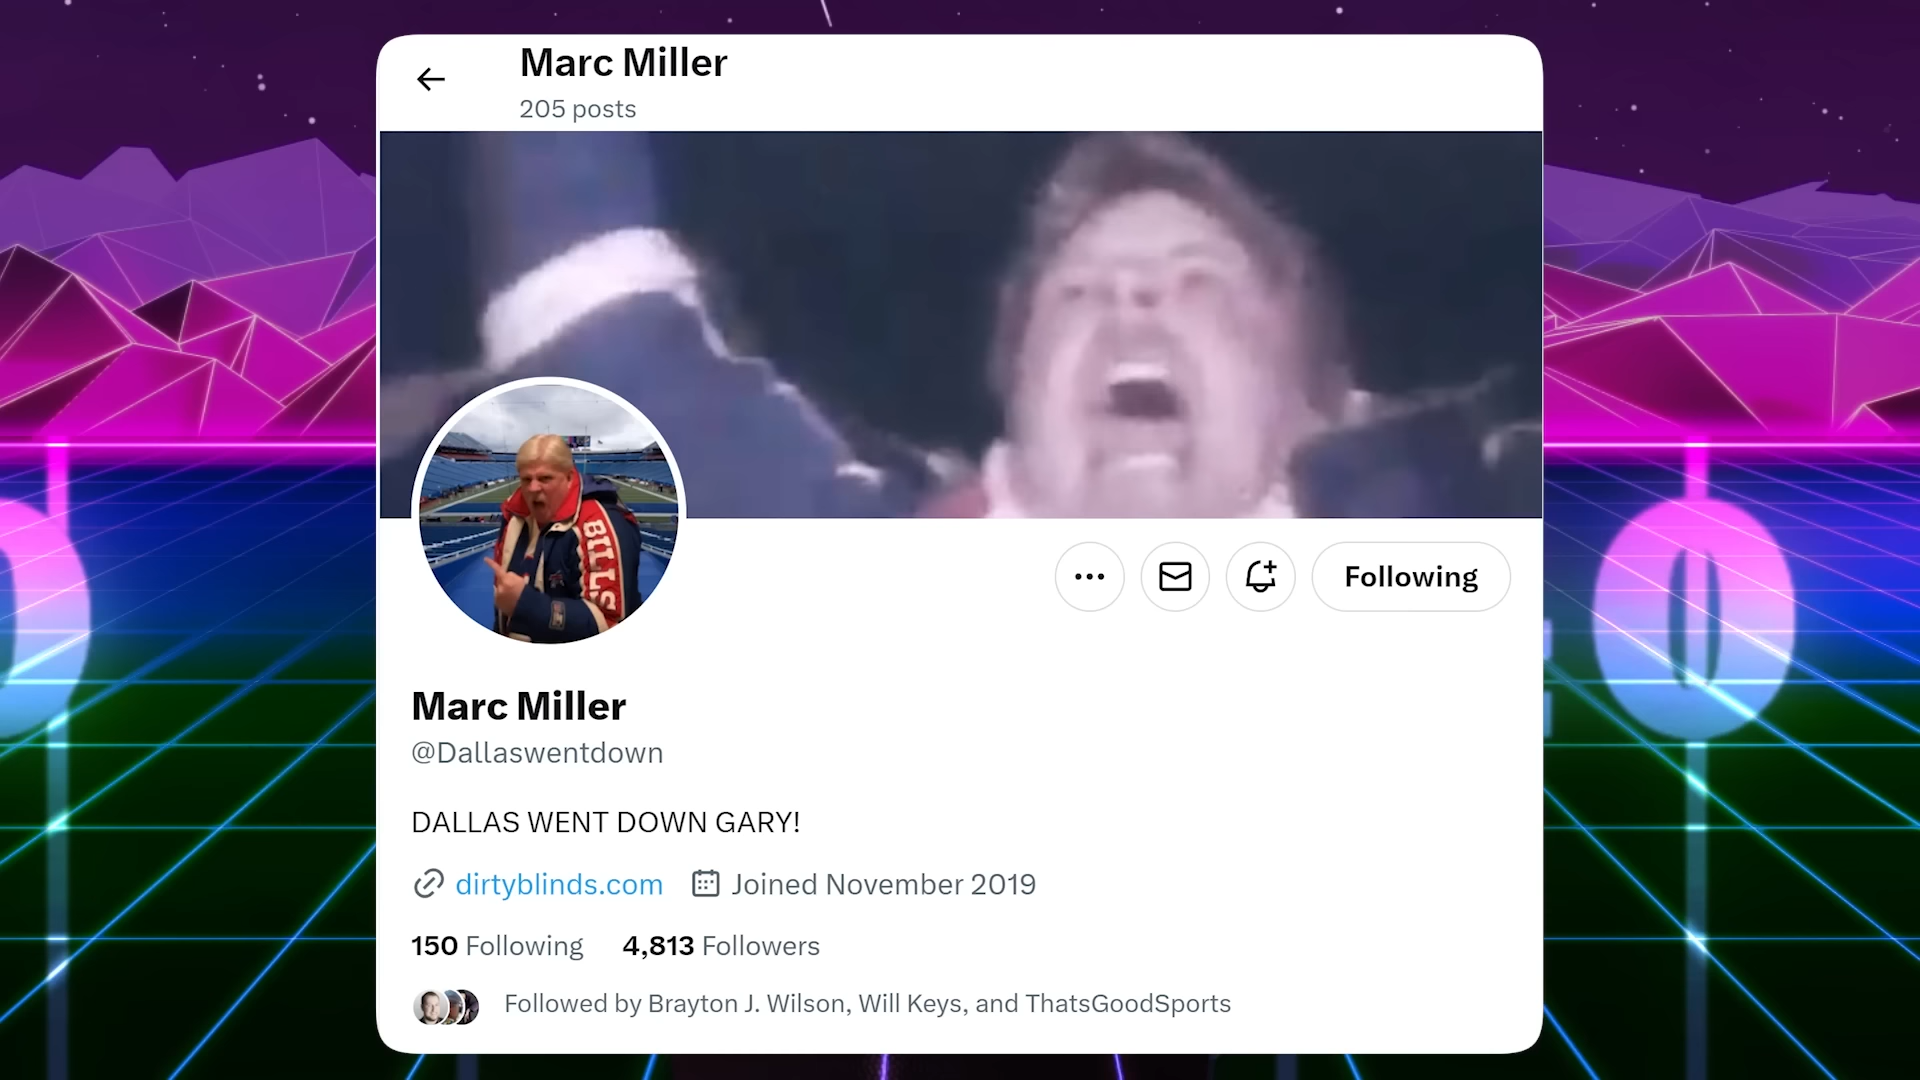 Marc Miller
205 posts
BILLS
Following
Marc Miller
@Dallaswentdown
DALLAS WENT DOWN GARY!
dirtyblinds.com Joined November 2019
150 Following 4,813 Followers
Followed by Brayton J. Wilson, Will Keys, and ThatsGoodSports